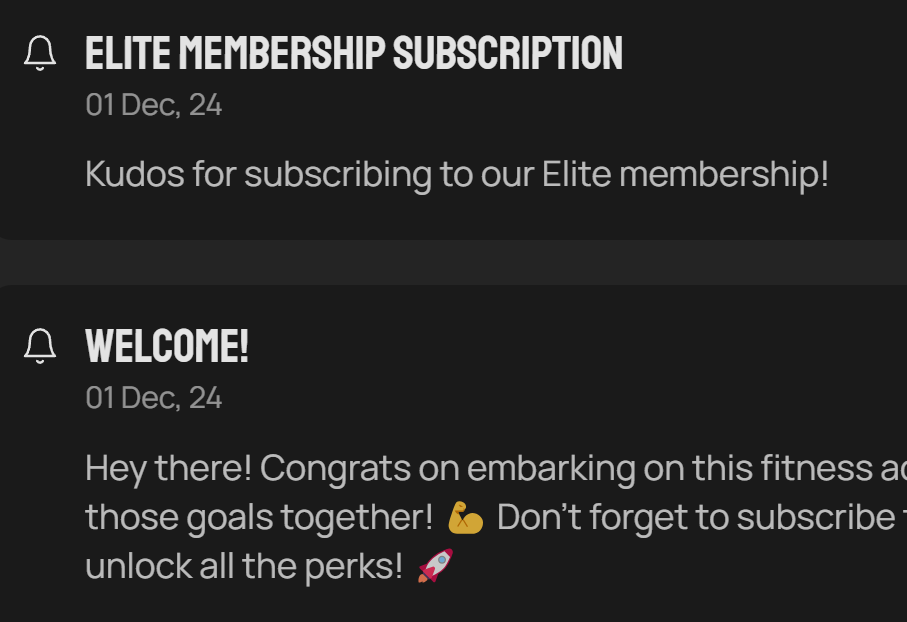 ELITE MEMBERSHIP SUBSCRIPTION
01 Dec, 24
Kudos for subscribing to our Elite membership!
WELCOME!
01 Dec, 24
Hey there! Congrats on embarking on this fitness
those goals together! 💪 Don’t forget to subscribe
unlock all the perks! 🚀